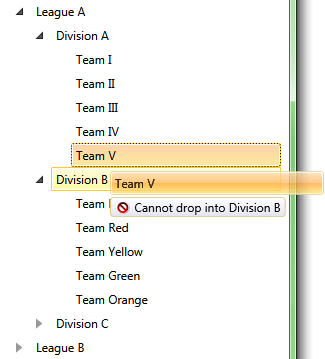 League A
Division A
Team I
Team II
Team III
Team IV
Team V
Division B
Team V
Cannot drop into Division B
Team
Team Red
Team Yellow
Team Green
Team Orange
Division C
League B